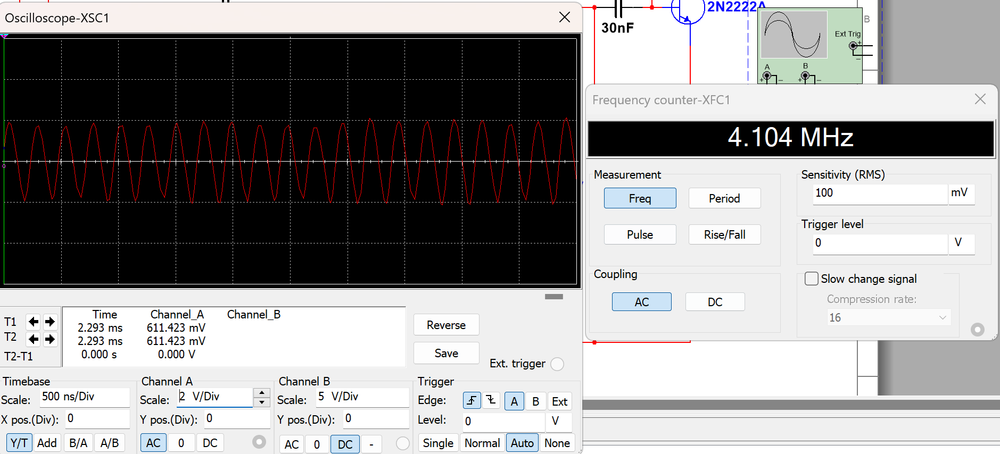 Oscilloscope-XSC1
30nF
2N2222A
B
Ext Trig
+
−
A
B
+ − + −
Frequency counter-XFC1
4.104 MHz
Measurement
Freq
Period
Pulse
Rise/Fall
Coupling
AC
DC
Sensitivity (RMS)
100 mV
Trigger level
0 V
Slow change signal
Compression rate:
16
Time Channel_A Channel_B
T1 2.293 ms 611.423 mV
T2 2.293 ms 611.423 mV
T2-T1 0.000 s 0.000 V
Reverse
Save
Ext. trigger
Timebase
Scale: 500 ns/Div
X pos.(Div): 0
Y/T Add B/A A/B
Channel A
Scale: 2 V/Div
Y pos.(Div): 0
AC 0 DC
Channel B
Scale: 5 V/Div
Y pos.(Div): 0
AC 0 DC -
Trigger
Edge: A B Ext
Level: 0 V
Single Normal Auto None